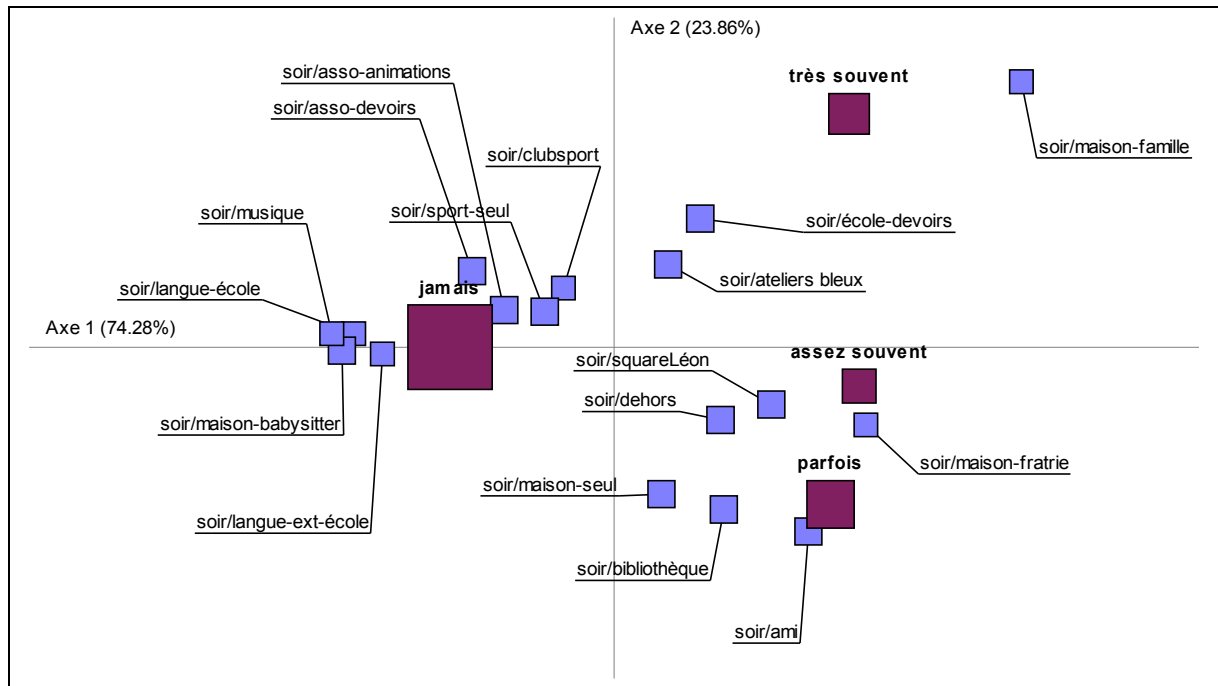 Axe 2 (23.86%)
soir/asso-animations
très souvent
soir/asso-devoirs
soir/maison-famille
soir/clubsport
soir/musique
soir/sport-seul
soir/école-devoirs
soir/ateliers bleux
jamais
soir/langue-école
Axe 1 (74.28%)
assez souvent
soir/squareLéon
soir/dehors
soir/maison-babysitter
soir/maison-fratrie
parfois
soir/maison-seul
soir/langue-ext-école
soir/bibliothèque
soir/ami